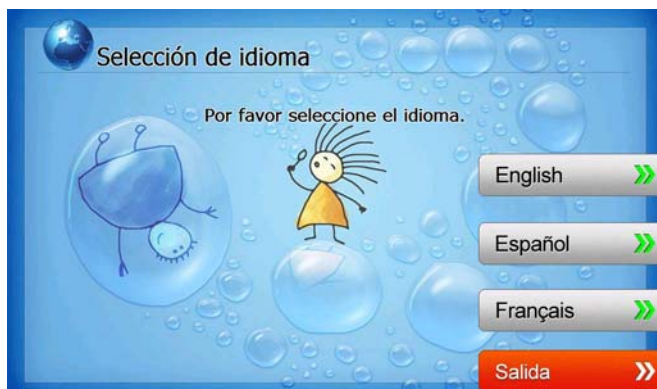 Selección de idioma
Por favor seleccione el idioma.
English
Español
Français
Salida